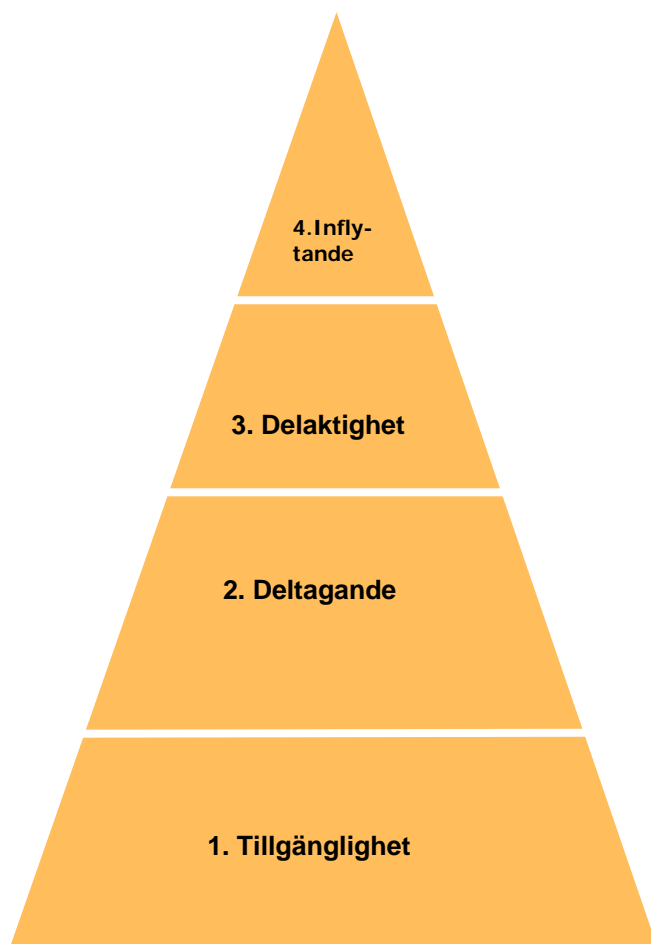 4.Infly-
tande
3. Delaktighet
2. Deltagande
1. Tillgänglighet